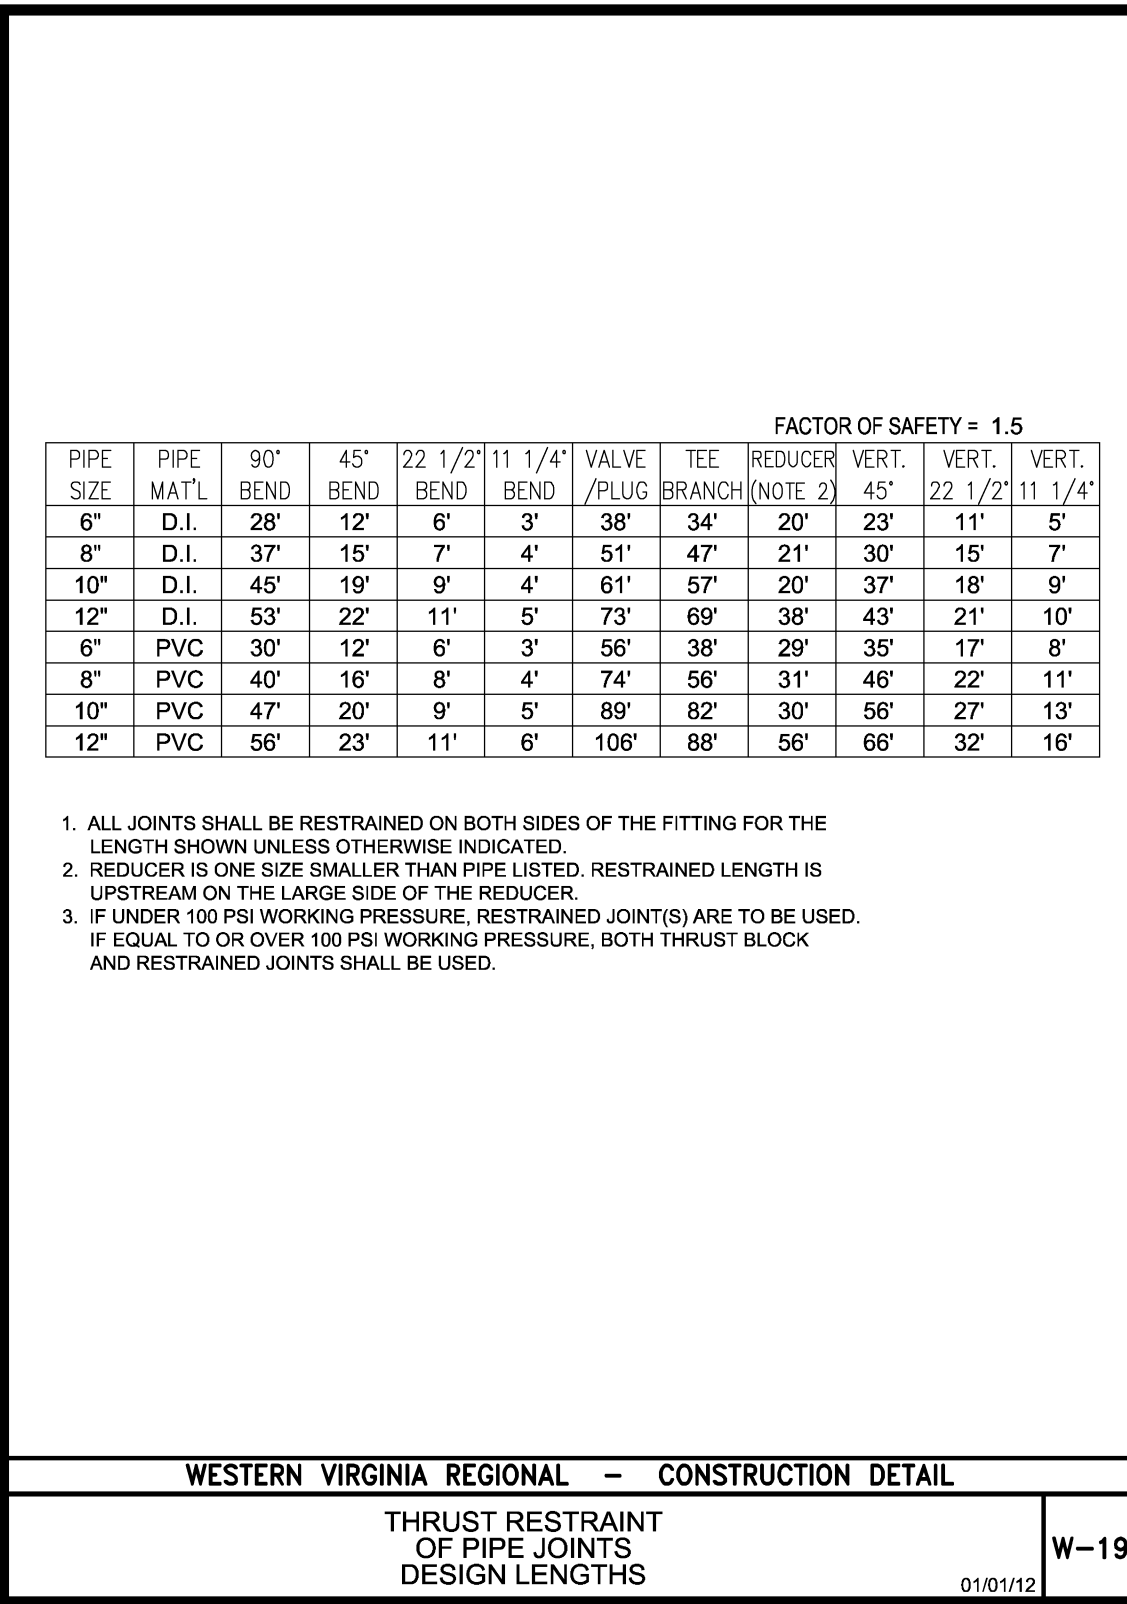 FACTOR OF SAFETY = 1.5
PIPE PIPE 90° 45° 22 1/2° 11 1/4° VALVE TEE REDUCER VERT. VERT. VERT.
SIZE MAT'L BEND BEND BEND BEND /PLUG BRANCH (NOTE 2) 45° 22 1/2° 11 1/4°
6" D.I. 28' 12' 6' 3' 38' 34' 20' 23' 11' 5'
8" D.I. 37' 15' 7' 4' 51' 47' 21' 30' 15' 7'
10" D.I. 45' 19' 9' 4' 61' 57' 20' 37' 18' 9'
12" D.I. 53' 22' 11' 5' 73' 69' 38' 43' 21' 10'
6" PVC 30' 12' 6' 3' 56' 38' 29' 35' 17' 8'
8" PVC 40' 16' 8' 4' 74' 56' 31' 46' 22' 11'
10" PVC 47' 20' 9' 5' 89' 82' 30' 56' 27' 13'
12" PVC 56' 23' 11' 6' 106' 88' 56' 66' 32' 16'
1. ALL JOINTS SHALL BE RESTRAINED ON BOTH SIDES OF THE FITTING FOR THE
LENGTH SHOWN UNLESS OTHERWISE INDICATED.
2. REDUCER IS ONE SIZE SMALLER THAN PIPE LISTED. RESTRAINED LENGTH IS
UPSTREAM ON THE LARGE SIDE OF THE REDUCER.
3. IF UNDER 100 PSI WORKING PRESSURE, RESTRAINED JOINT(S) ARE TO BE USED.
IF EQUAL TO OR OVER 100 PSI WORKING PRESSURE, BOTH THRUST BLOCK
AND RESTRAINED JOINTS SHALL BE USED.
WESTERN VIRGINIA REGIONAL – CONSTRUCTION DETAIL
THRUST RESTRAINT
OF PIPE JOINTS
DESIGN LENGTHS
W–19
01/01/12